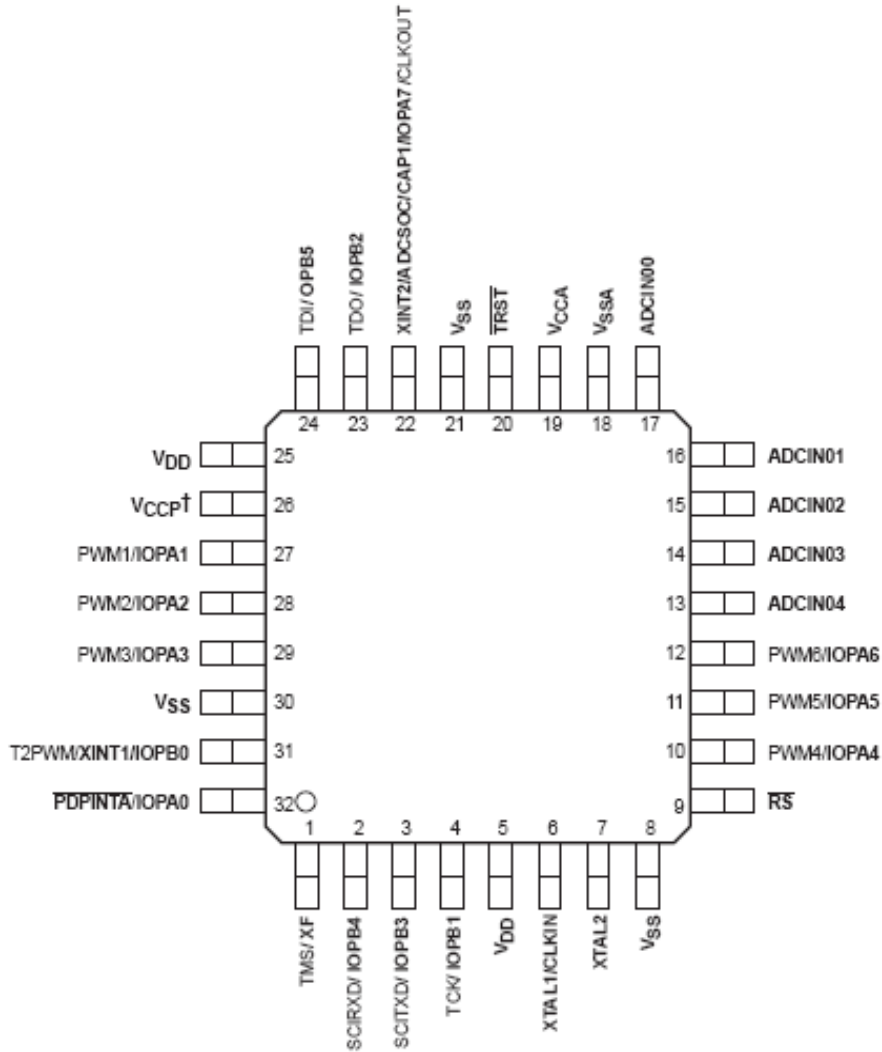 XINT2/ADCSOC/CAP1/IOPA7/CLKOUT
TDI/OPB5
TDO/IOPB2
VSS
TRST
VCCA
VSSA
ADCIN00
24 23 22 21 20 19 18 17
VDD 25
VCCP† 26
PWM1/IOPA1 27
PWM2/IOPA2 28
PWM3/IOPA3 29
VSS 30
T2PWM/XINT1/IOPB0 31
PDPINTA/IOPA0 32
16 ADCIN01
15 ADCIN02
14 ADCIN03
13 ADCIN04
12 PWM6/IOPA6
11 PWM5/IOPA5
10 PWM4/IOPA4
9 RS
1 2 3 4 5 6 7 8
TMS/XF
SCIRXD/IOPB4
SCITXD/IOPB3
TCK/IOPB1
VDD
XTAL1/CLKIN
XTAL2
VSS